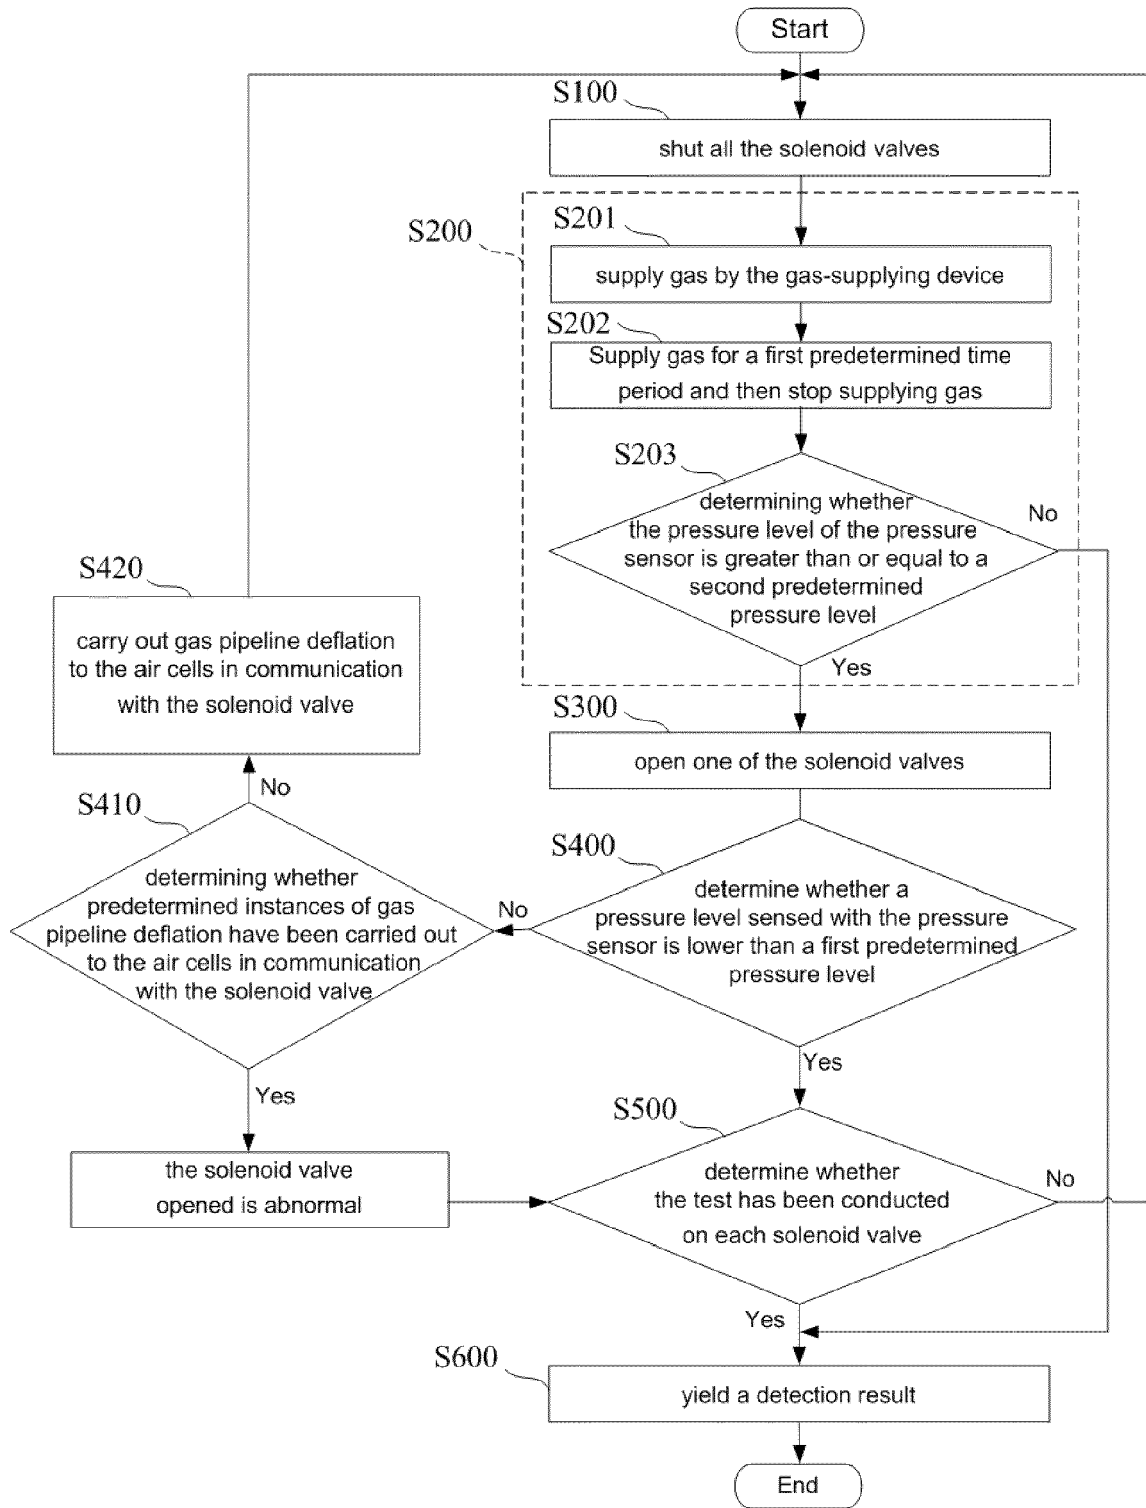 Start
S100
shut all the solenoid valves
S200
S201
supply gas by the gas-supplying device
S202
Supply gas for a first predetermined time
period and then stop supplying gas
S203
determining whether
the pressure level of the pressure
sensor is greater than or equal to a
second predetermined
pressure level
No
Yes
S420
carry out gas pipeline deflation
to the air cells in communication
with the solenoid valve
S300
open one of the solenoid valves
No
S410
determining whether
predetermined instances of gas
pipeline deflation have been carried out
to the air cells in communication
with the solenoid valve
No
S400
determine whether a
pressure level sensed with the pressure
sensor is lower than a first predetermined
pressure level
Yes
Yes
the solenoid valve
opened is abnormal
S500
determine whether
the test has been conducted
on each solenoid valve
No
Yes
S600
yield a detection result
End